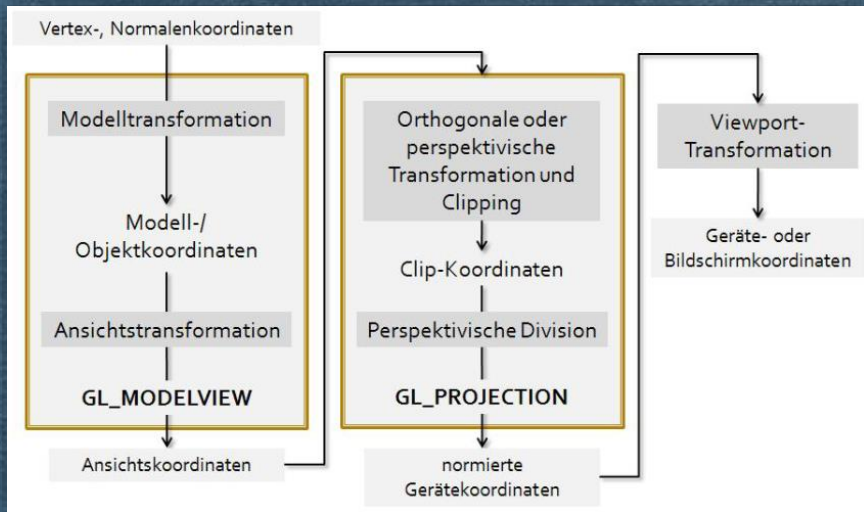 Vertex-, Normalenkoordinaten
Modelltransformation
Modell-/
Objektkoordinaten
Ansichtstransformation
GL_MODELVIEW
Ansichtskoordinaten
Orthogonale oder
perspektivische
Transformation und
Clipping
Clip-Koordinaten
Perspektivische Division
GL_PROJECTION
normierte
Gerätekoordinaten
Viewport-
Transformation
Geräte- oder
Bildschirmkoordinaten